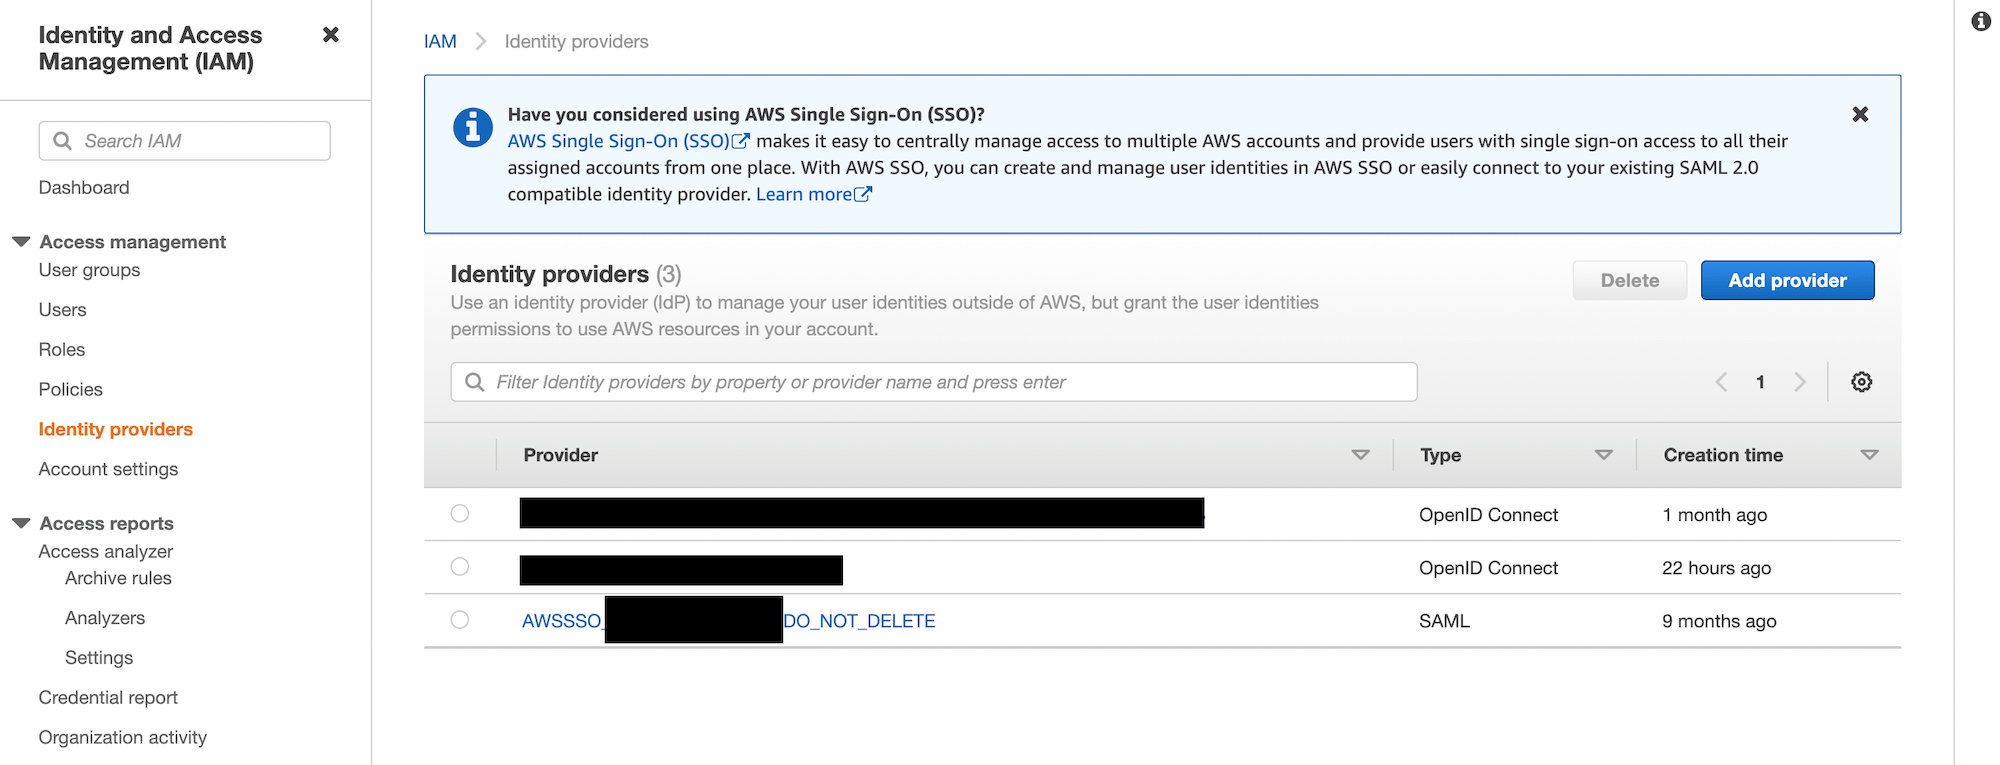 Identity and Access
Management (IAM)
Search IAM
Dashboard
Access management
User groups
Users
Roles
Policies
Identity providers
Account settings
Access reports
Access analyzer
Archive rules
Analyzers
Settings
Credential report
Organization activity
IAM
Identity providers
Have you considered using AWS Single Sign-On (SSO)?
AWS Single Sign-On (SSO) makes it easy to centrally manage access to multiple AWS accounts and provide users with single sign-on access to all their
assigned accounts from one place. With AWS SSO, you can create and manage user identities in AWS SSO or easily connect to your existing SAML 2.0
compatible identity provider. Learn more
Identity providers (3)
Use an identity provider (IdP) to manage your user identities outside of AWS, but grant the user identities
permissions to use AWS resources in your account.
Delete
Add provider
Filter Identity providers by property or provider name and press enter
1
Provider Type Creation time
OpenID Connect 1 month ago
OpenID Connect 22 hours ago
AWSSSO_ DO_NOT_DELETE SAML 9 months ago